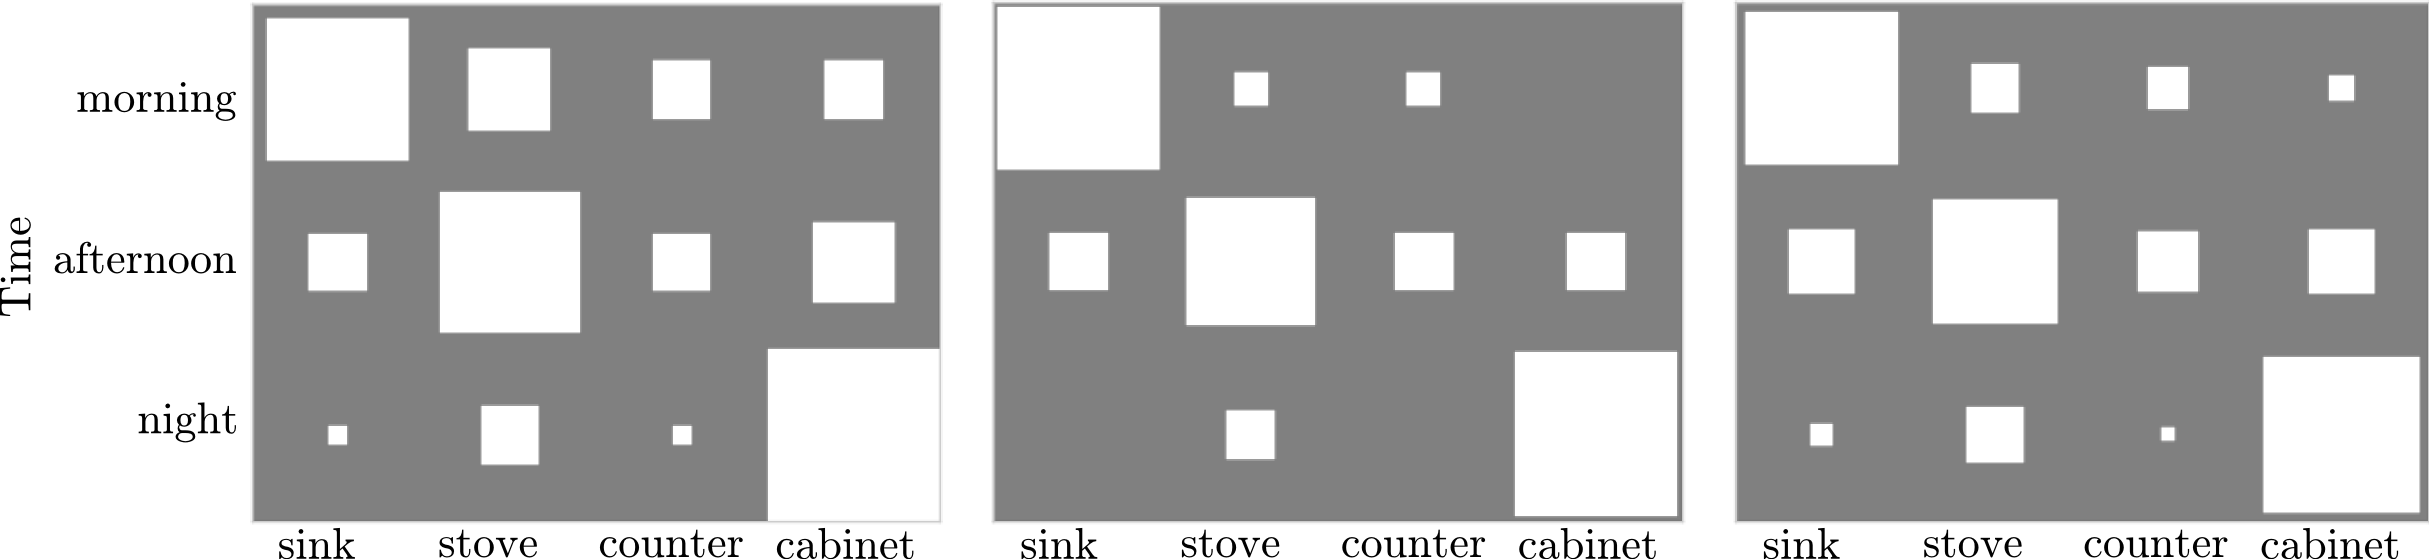 Time
morning
afternoon
night
sink stove counter cabinet
sink stove counter cabinet
sink stove counter cabinet